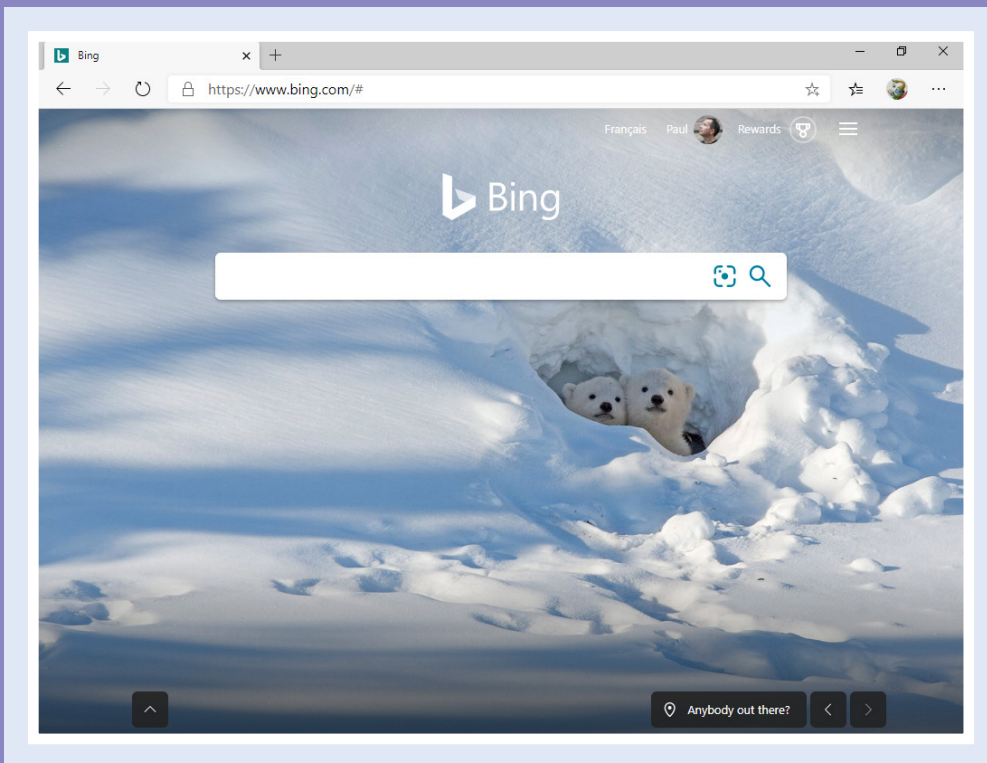 Bing
https://www.bing.com/#
Français Paul Rewards
Bing
Anybody out there?